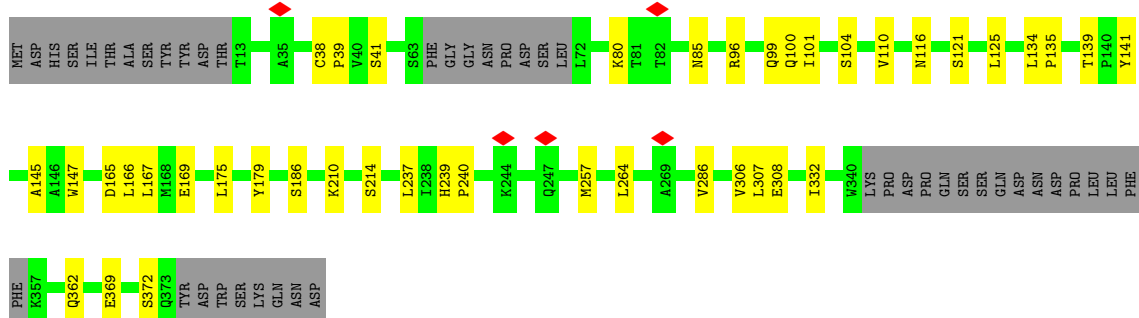 MET ASP HIS SER ILE THR ALA SER TYR TYR ASP THR T13 A35 C38 P39 V40 S41 S63 PHE GLY GLY ASN PRO ASP SER LEU L72 K80 T81 T82 N85 R96 Q99 Q100 I101 S104 V110 N116 S121 L125 L134 P135 T139 P140 Y141
A145 A146 W147 D165 L166 L167 M168 E169 L175 Y179 S186 K210 S214 L237 I238 H239 P240 K244 Q247 M257 L264 A269 V286 V306 L307 E308 I332 W340 LYS PRO ASP PRO GLN SER SER GLN ASP ASN ASP PRO LEU LEU PHE
PHE K357 Q362 E369 S372 Q373 TYR ASP TRP SER LYS GLN ASN ASP